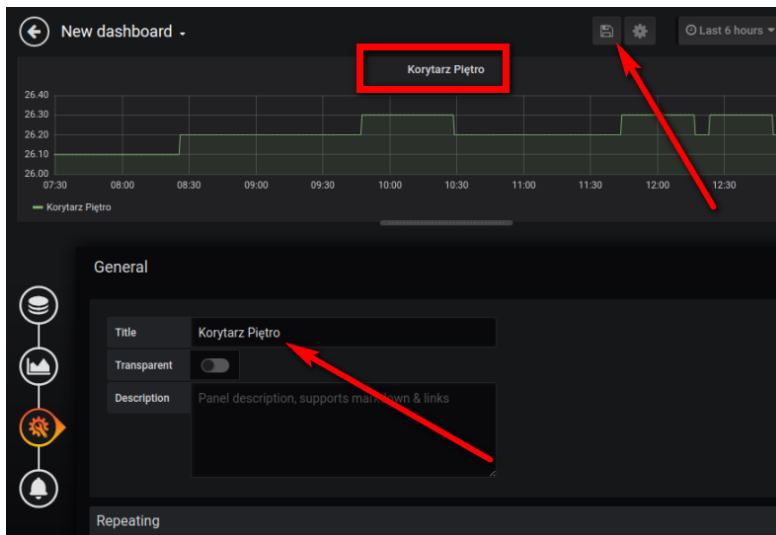 New dashboard
Last 6 hours
Korytarz Piętro
26.40
26.30
26.20
26.10
26.00
07:30 08:00 08:30 09:00 09:30 10:00 10:30 11:00 11:30 12:00 12:30
Korytarz Piętro
General
Title Korytarz Piętro
Transparent
Description Panel description, supports markdown & links
Repeating